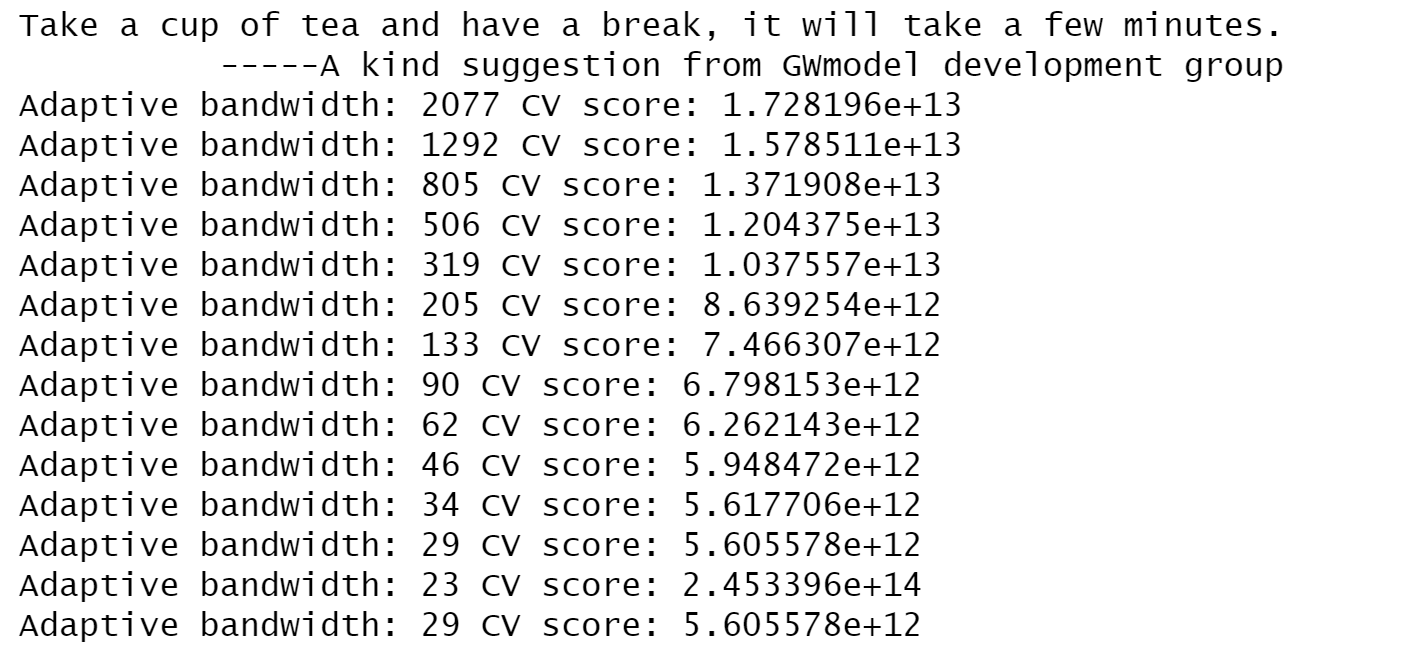 Take a cup of tea and have a break, it will take a few minutes.
-----A kind suggestion from GWmodel development group
Adaptive bandwidth: 2077 CV score: 1.728196e+13
Adaptive bandwidth: 1292 CV score: 1.578511e+13
Adaptive bandwidth: 805 CV score: 1.371908e+13
Adaptive bandwidth: 506 CV score: 1.204375e+13
Adaptive bandwidth: 319 CV score: 1.037557e+13
Adaptive bandwidth: 205 CV score: 8.639254e+12
Adaptive bandwidth: 133 CV score: 7.466307e+12
Adaptive bandwidth: 90 CV score: 6.798153e+12
Adaptive bandwidth: 62 CV score: 6.262143e+12
Adaptive bandwidth: 46 CV score: 5.948472e+12
Adaptive bandwidth: 34 CV score: 5.617706e+12
Adaptive bandwidth: 29 CV score: 5.605578e+12
Adaptive bandwidth: 23 CV score: 2.453396e+14
Adaptive bandwidth: 29 CV score: 5.605578e+12